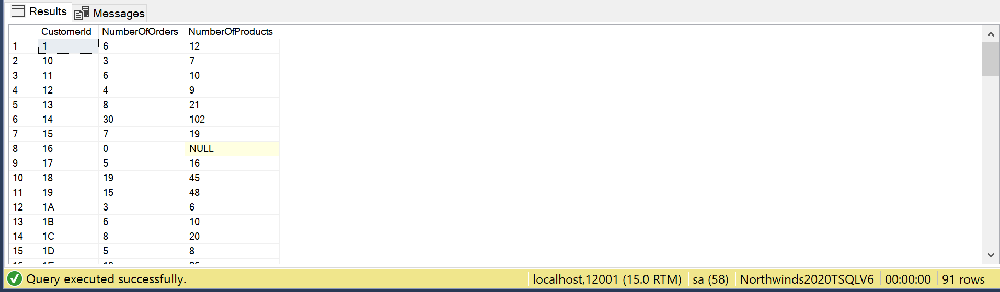 Results Messages
CustomerId NumberOfOrders NumberOfProducts
1 1 6 12
2 10 3 7
3 11 6 10
4 12 4 9
5 13 8 21
6 14 30 102
7 15 7 19
8 16 0 NULL
9 17 5 16
10 18 19 45
11 19 15 48
12 1A 3 6
13 1B 6 10
14 1C 8 20
15 1D 5 8
Query executed successfully. localhost,12001 (15.0 RTM) sa (58) Northwinds2020TSQLV6 00:00:00 91 rows